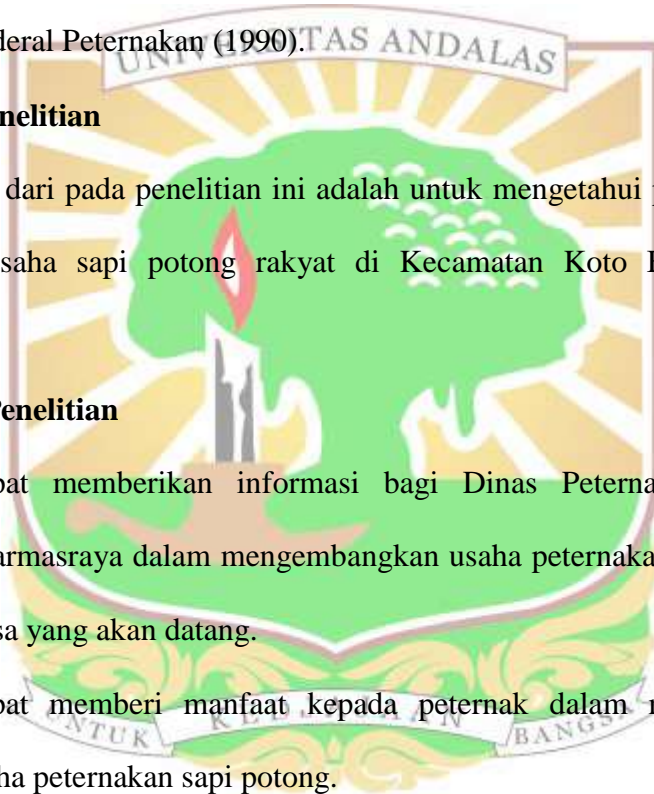 deral Peternakan (1990).
UNIVERSITAS ANDALAS
nelitian
dari pada penelitian ini adalah untuk mengetahui p
saha sapi potong rakyat di Kecamatan Koto B
Penelitian
pat memberikan informasi bagi Dinas Peterna
armasraya dalam mengembangkan usaha peternaka
sa yang akan datang.
pat memberi manfaat kepada peternak dalam m
UNTUK KEDJAJAAN BANGSA
ha peternakan sapi potong.